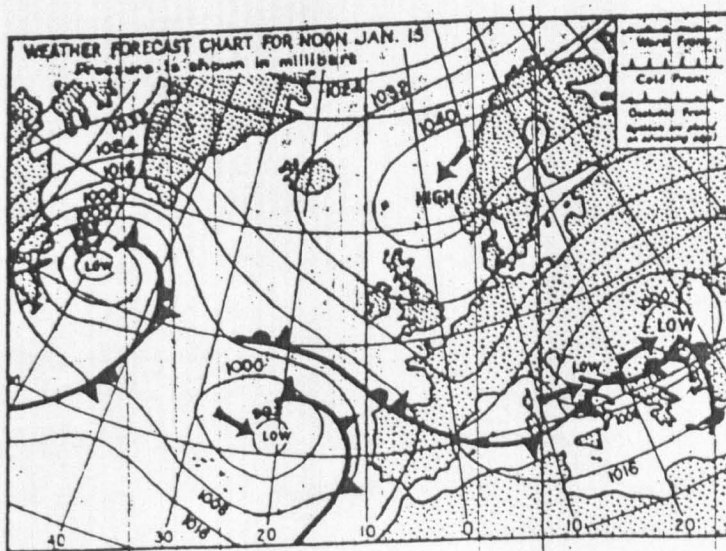 WEATHER FORECAST CHART FOR NOON JAN. 15
Pressure is shown in millibars
Warm Front
Cold Front
Occluded Front
1024
1032
1040
1032
1024
1016
1008
HIGH
LOW
LOW
LOW
1000
992
LOW
1016
1008
1016
40
30
20
10
0
10
20